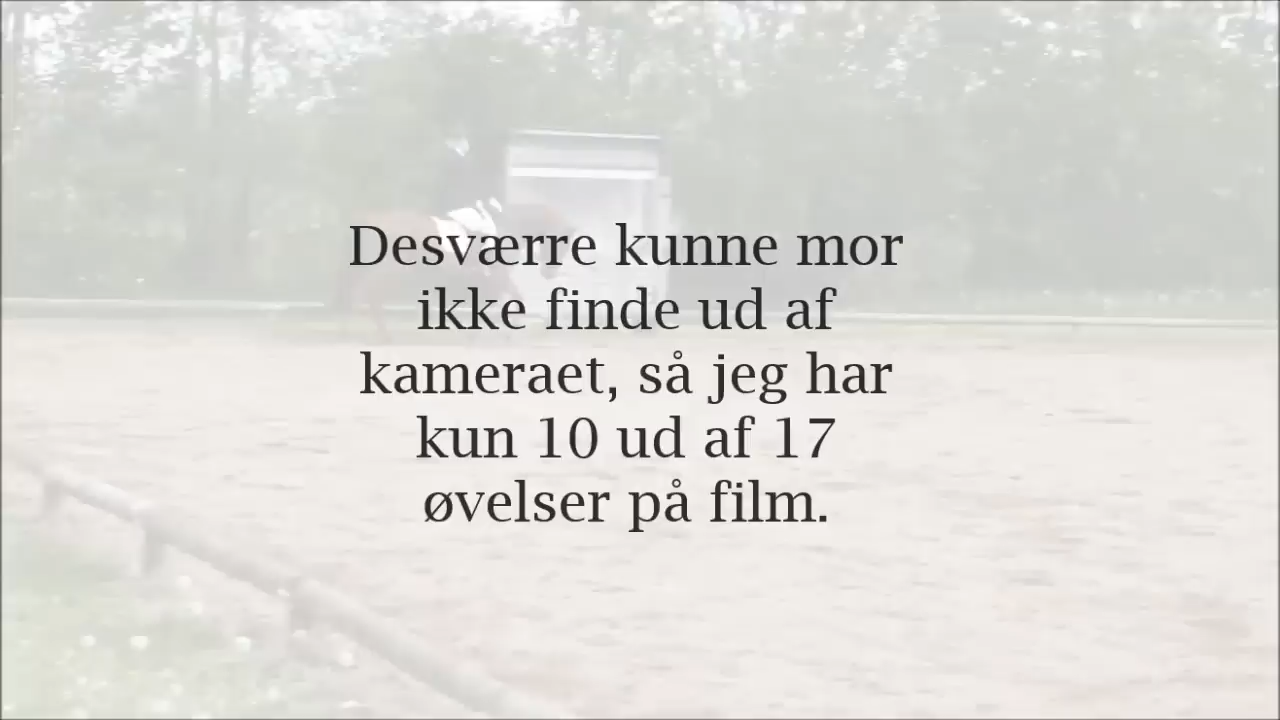 Desværre kunne mor
ikke finde ud af
kameraet, så jeg har
kun 10 ud af 17
øvelser på film.